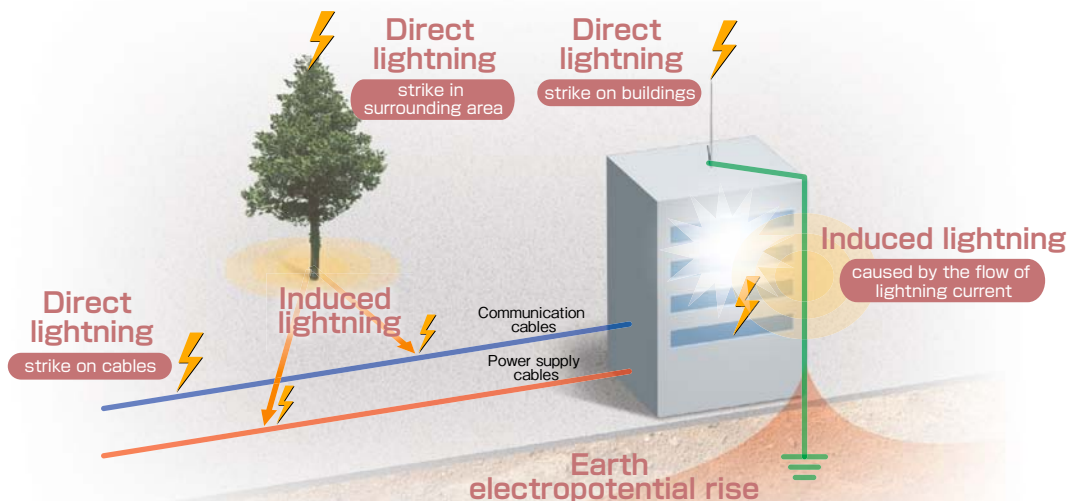 Direct
lightning
strike in
surrounding area
Direct
lightning
strike on buildings
Induced lightning
caused by the flow of
lightning current
Direct
lightning
strike on cables
Induced
lightning
Communication
cables
Power supply
cables
Earth
electropotential rise